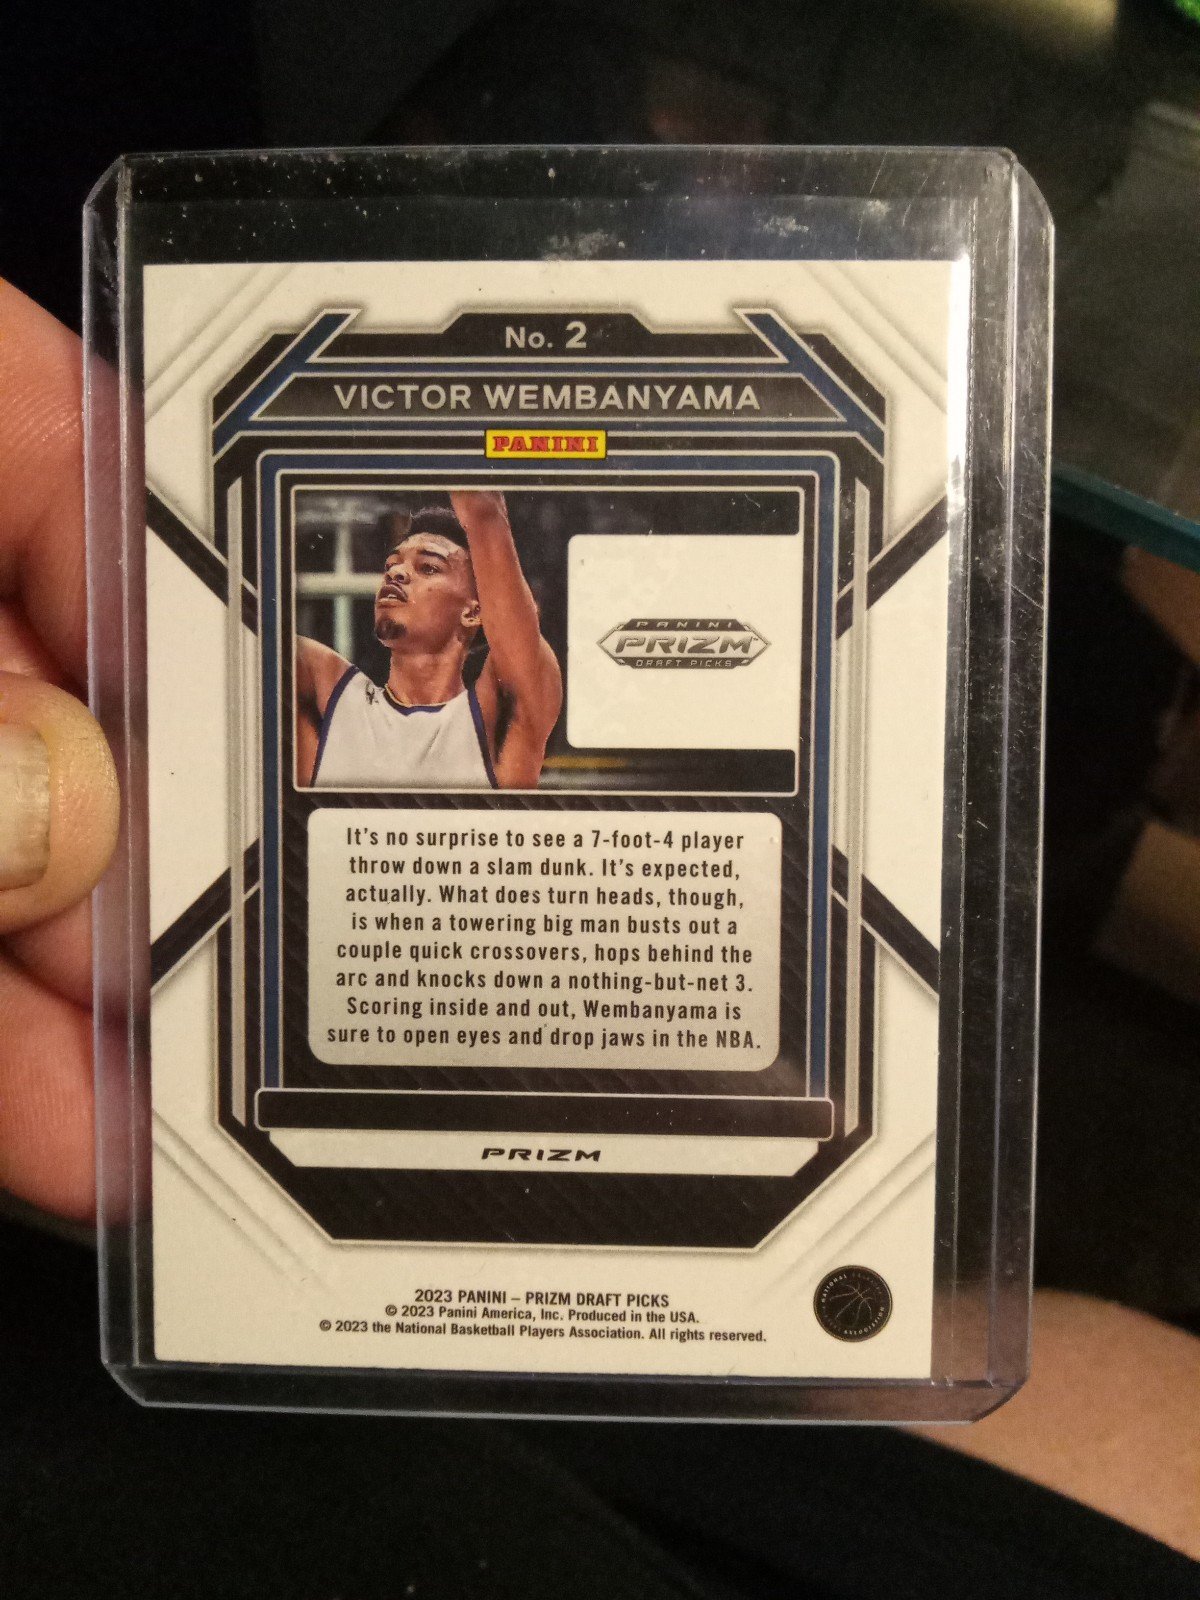 No. 2
VICTOR WEMBANYAMA
PANINI
PANINI
PRIZM
DRAFT PICKS
It's no surprise to see a 7-foot-4 player
throw down a slam dunk. It's expected,
actually. What does turn heads, though,
is when a towering big man busts out a
couple quick crossovers, hops behind the
arc and knocks down a nothing-but-net 3.
Scoring inside and out, Wembanyama is
sure to open eyes and drop jaws in the NBA.
PRIZM
2023 PANINI – PRIZM DRAFT PICKS
© 2023 Panini America, Inc. Produced in the USA.
© 2023 the National Basketball Players Association. All rights reserved.
NATIONAL
ASSOCIATION